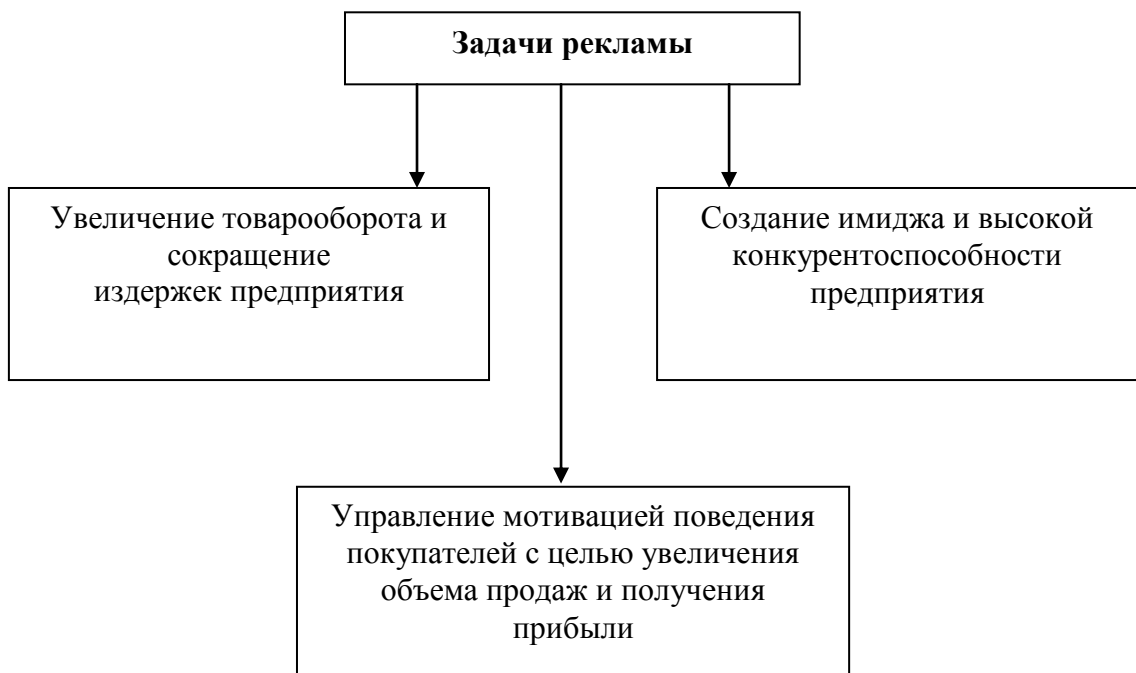 Задачи рекламы
Увеличение товарооборота и
сокращение
издержек предприятия
Создание имиджа и высокой
конкурентоспособности
предприятия
Управление мотивацией поведения
покупателей с целью увеличения
объема продаж и получения
прибыли